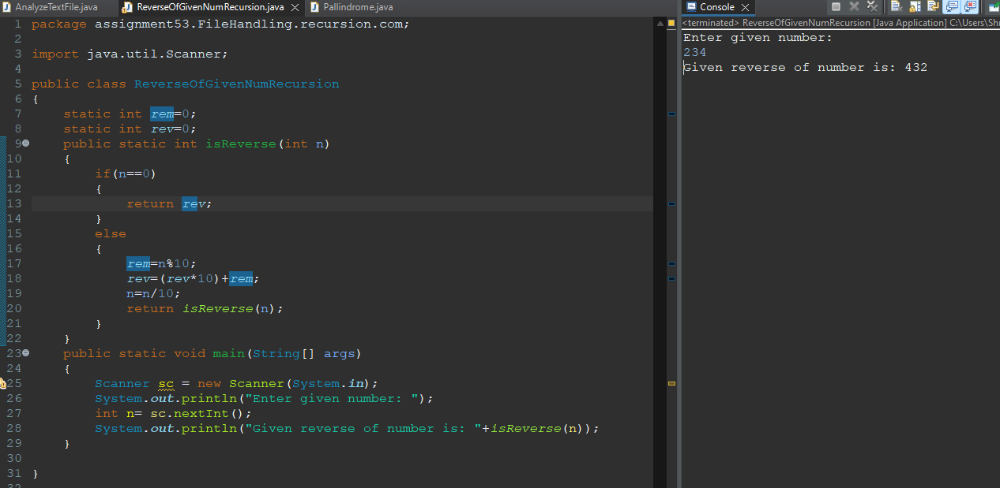 AnalyzeTextFile.java ReverseOfGivenNumRecursion.java Pallindrome.java
1 package assignment53.FileHandling.recursion.com;
2
3 import java.util.Scanner;
4
5 public class ReverseOfGivenNumRecursion
6 {
7     static int rem=0;
8     static int rev=0;
9     public static int isReverse(int n)
10     {
11         if(n==0)
12         {
13             return rev;
14         }
15         else
16         {
17             rem=n%10;
18             rev=(rev*10)+rem;
19             n=n/10;
20             return isReverse(n);
21         }
22     }
23     public static void main(String[] args)
24     {
25         Scanner sc = new Scanner(System.in);
26         System.out.println("Enter given number: ");
27         int n= sc.nextInt();
28         System.out.println("Given reverse of number is: "+isReverse(n));
29     }
30
31 }
Console
<terminated> ReverseOfGivenNumRecursion [Java Application] C:\Users\Shr
Enter given number:
234
Given reverse of number is: 432